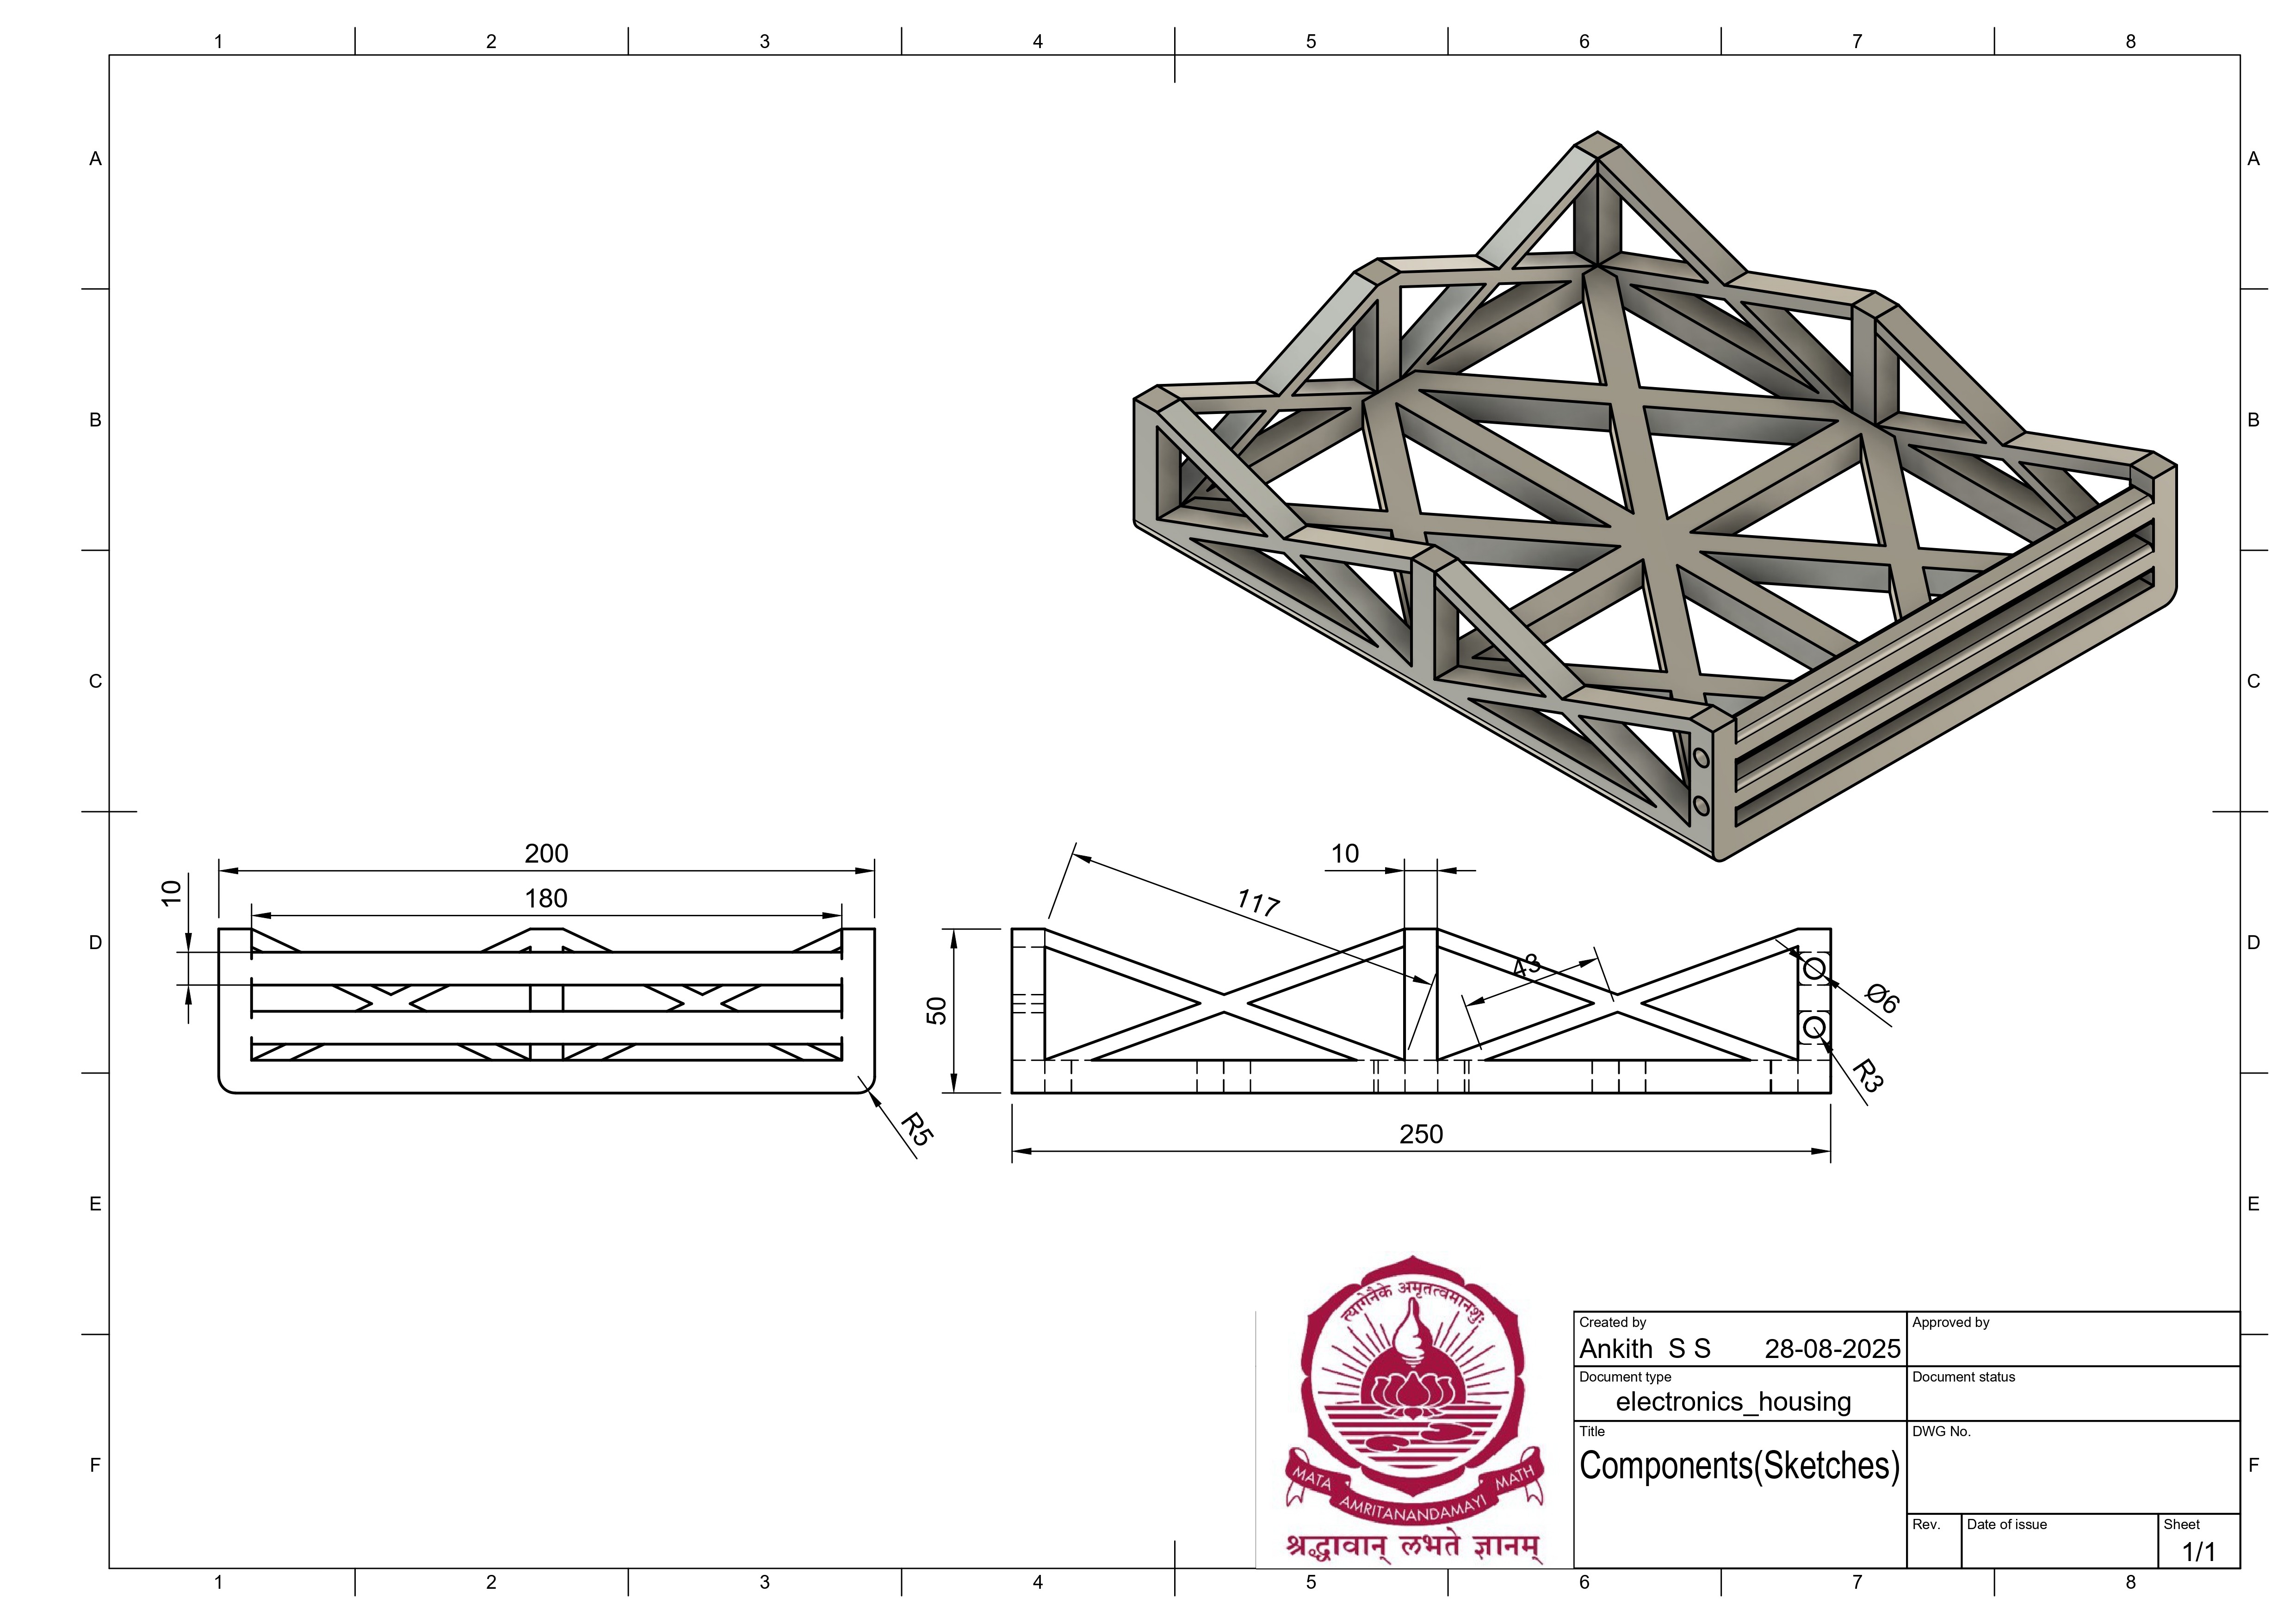 1 2 3 4 5 6 7 8
A A
B B
C C
D D
E E
F F
200
180
10
R5
10
117
43
50
250
Ø6
R3
त्यागेनैके अमृतत्वमानशुः
MATA AMRITANANDAMAYI MATH
श्रद्धावान् लभते ज्ञानम्
Created by
Ankith S S 28-08-2025
Approved by
Document type
electronics_housing
Document status
Title
Components(Sketches)
DWG No.
Rev. Date of issue Sheet
1/1
1 2 3 4 5 6 7 8